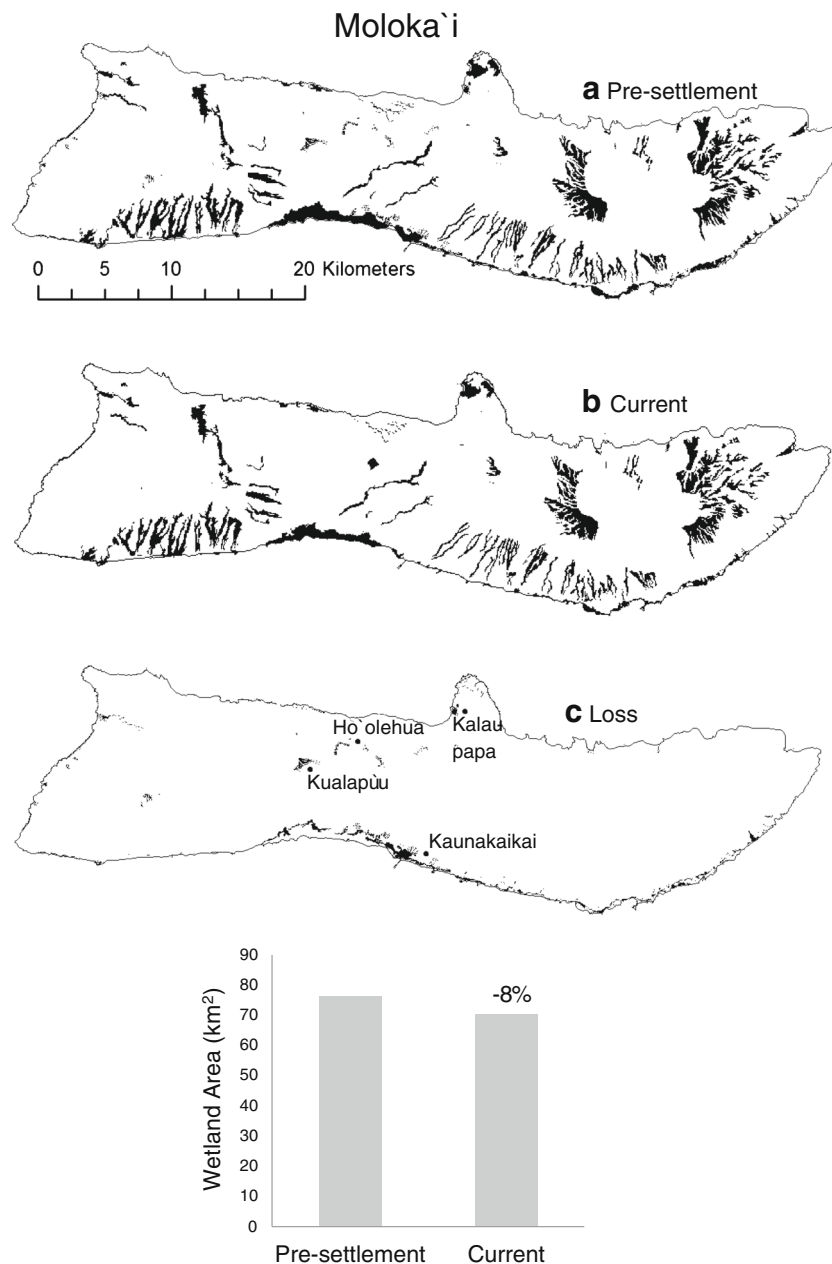 Moloka`i
a Pre-settlement
0 5 10 20 Kilometers
b Current
c Loss
Ho`olehua
Kalau
papa
Kualapùu
Kaunakaikai
90
80
70
60
50
40
30
20
10
0
Wetland Area (km²)
-8%
Pre-settlement Current